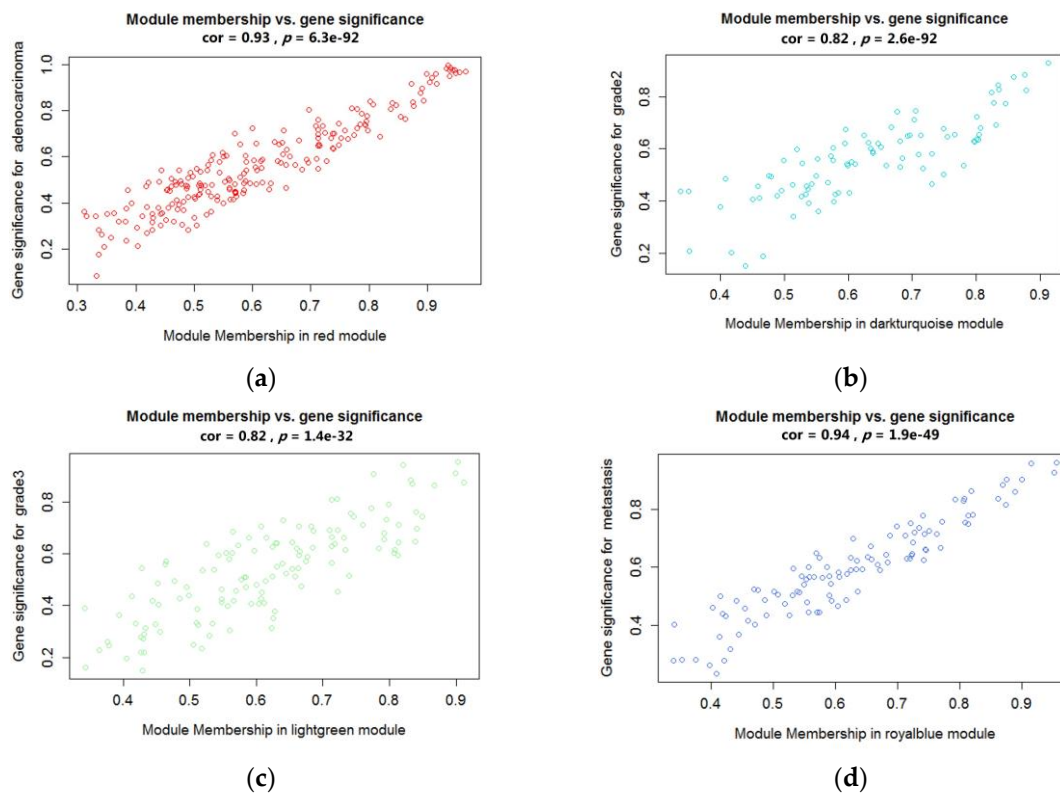 Module membership vs. gene significance
cor = 0.93 , p = 6.3e-92
Gene significance for adenocarcinoma
0.2 0.4 0.6 0.8 1.0
0.3 0.4 0.5 0.6 0.7 0.8 0.9
Module Membership in red module
(a)
Module membership vs. gene significance
cor = 0.82 , p = 2.6e-92
Gene significance for grade2
0.2 0.4 0.6 0.8
0.4 0.5 0.6 0.7 0.8 0.9
Module Membership in darkturquoise module
(b)
Module membership vs. gene significance
cor = 0.82 , p = 1.4e-32
Gene significance for grade3
0.2 0.4 0.6 0.8
0.4 0.5 0.6 0.7 0.8 0.9
Module Membership in lightgreen module
(c)
Module membership vs. gene significance
cor = 0.94 , p = 1.9e-49
Gene significance for metastasis
0.4 0.6 0.8
0.4 0.5 0.6 0.7 0.8 0.9
Module Membership in royalblue module
(d)